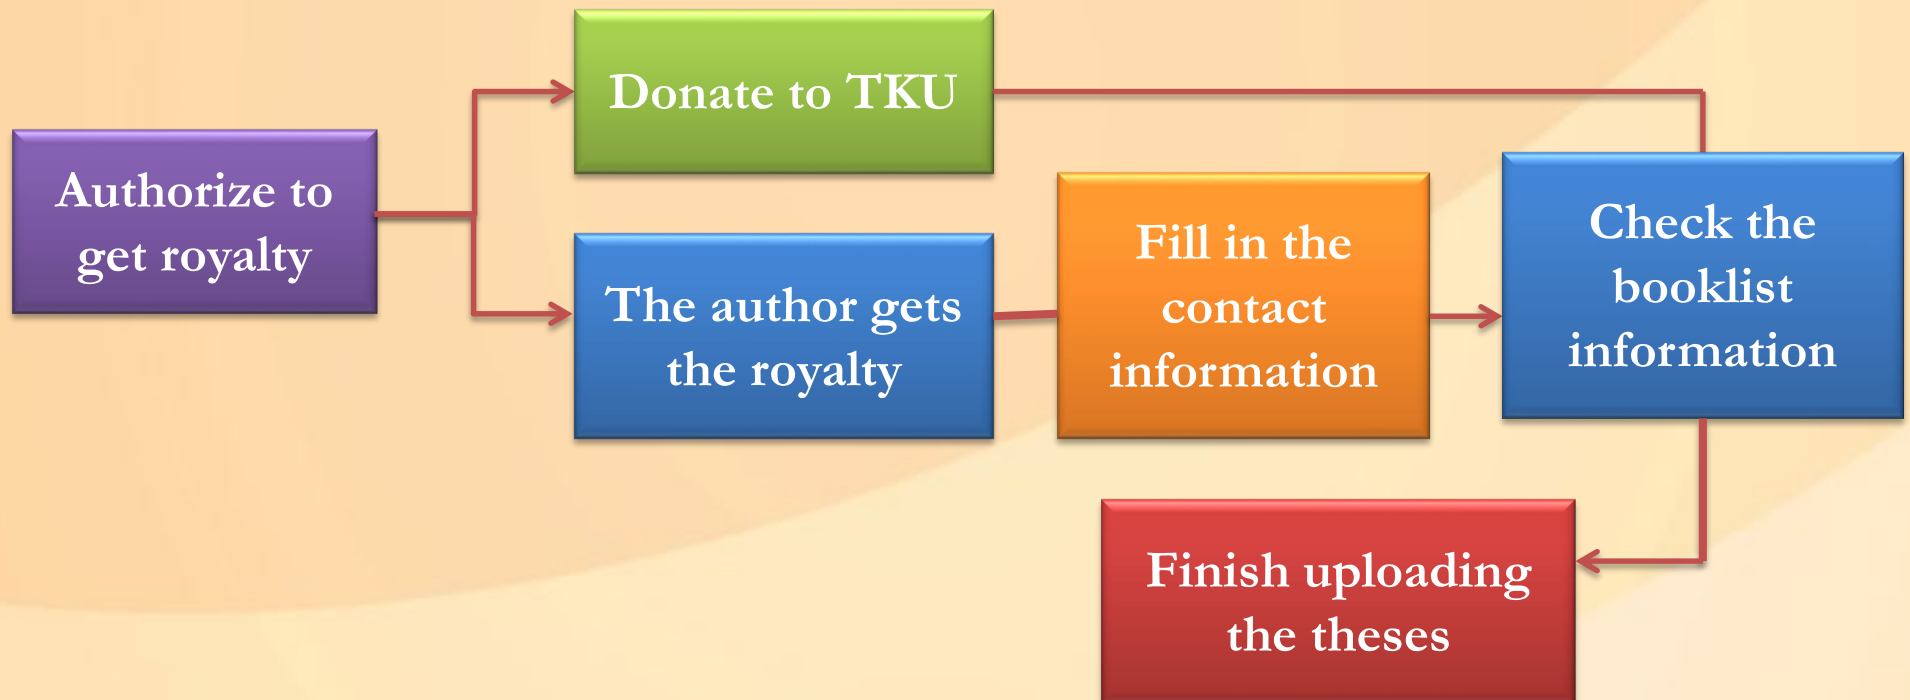 Donate to TKU
Authorize to
get royalty
The author gets
the royalty
Fill in the
contact
information
Check the
booklist
information
Finish uploading
the theses